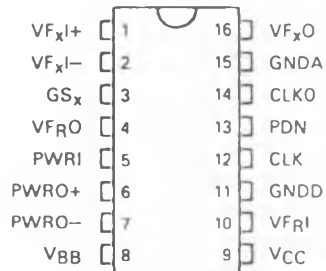 VFxI+ 1 16 VFxO
VFxI− 2 15 GNDA
GSx 3 14 CLK0
VFRO 4 13 PDN
PWRI 5 12 CLK
PWRO+ 6 11 GNDD
PWRO− 7 10 VFRI
VBB 8 9 VCC